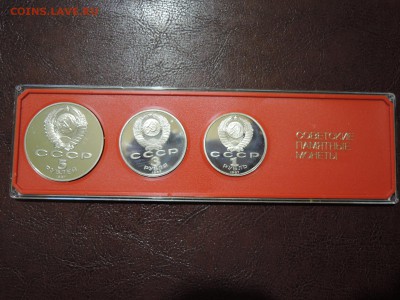 COINS.LAVE.RU
СССР
5
РУБЛЕЙ
СССР
3
РУБЛЯ
СССР
1
РУБЛЬ
СОВЕТСКИЕ
ПАМЯТНЫЕ
МОНЕТЫ